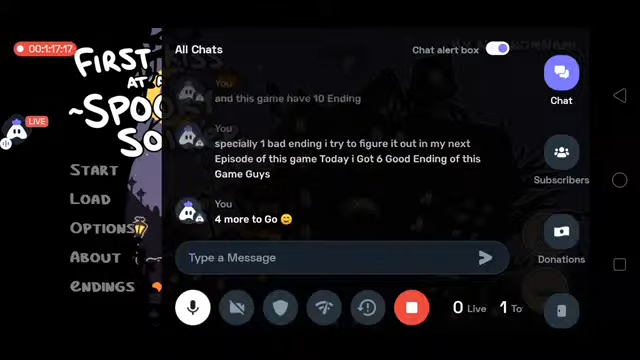 00:1:17:17
LIVE
FIRST
AT A
~SPOO
START
LOAD
OPTIONS
ABOUT
ENDINGS
All Chats
Chat alert box
You
and this game have 10 Ending
You
specially 1 bad ending i try to figure it out in my next
Episode of this game Today i Got 6 Good Ending of this
Game Guys
You
4 more to Go 😊
Type a Message
0 Live 1 To
Chat
Subscribers
Donations